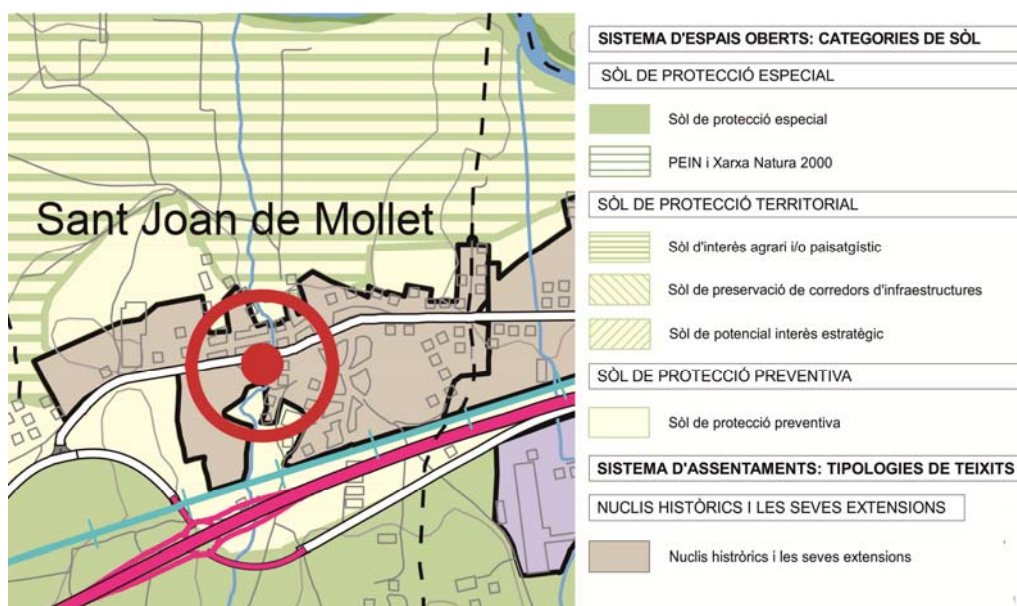 Sant Joan de Mollet
SISTEMA D'ESPAIS OBERTS: CATEGORIES DE SÒL
SÒL DE PROTECCIÓ ESPECIAL
Sòl de protecció especial
PEIN i Xarxa Natura 2000
SÒL DE PROTECCIÓ TERRITORIAL
Sòl d'interès agrari i/o paisatgístic
Sòl de preservació de corredors d'infraestructures
Sòl de potencial interès estratègic
SÒL DE PROTECCIÓ PREVENTIVA
Sòl de protecció preventiva
SISTEMA D'ASSENTAMENTS: TIPOLOGIES DE TEIXITS
NUCLIS HISTÒRICS I LES SEVES EXTENSIONS
Nuclis histròrics i les seves extensions